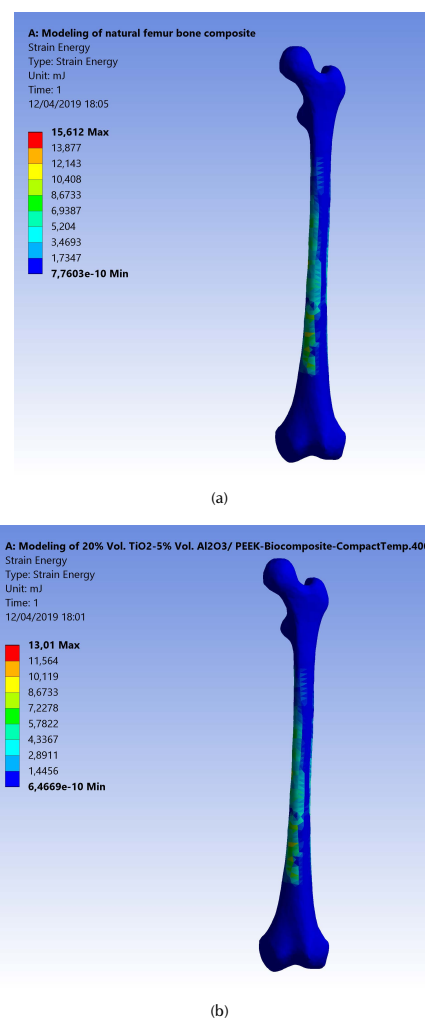 A: Modeling of natural femur bone composite
Strain Energy
Type: Strain Energy
Unit: mJ
Time: 1
12/04/2019 18:05
15,612 Max
13,877
12,143
10,408
8,6733
6,9387
5,204
3,4693
1,7347
7,7603e-10 Min
(a)
A: Modeling of 20% Vol. TiO2-5% Vol. Al2O3/ PEEK-Biocomposite-CompactTemp.400
Strain Energy
Type: Strain Energy
Unit: mJ
Time: 1
12/04/2019 18:01
13,01 Max
11,564
10,119
8,6733
7,2278
5,7822
4,3367
2,8911
1,4456
6,4669e-10 Min
(b)